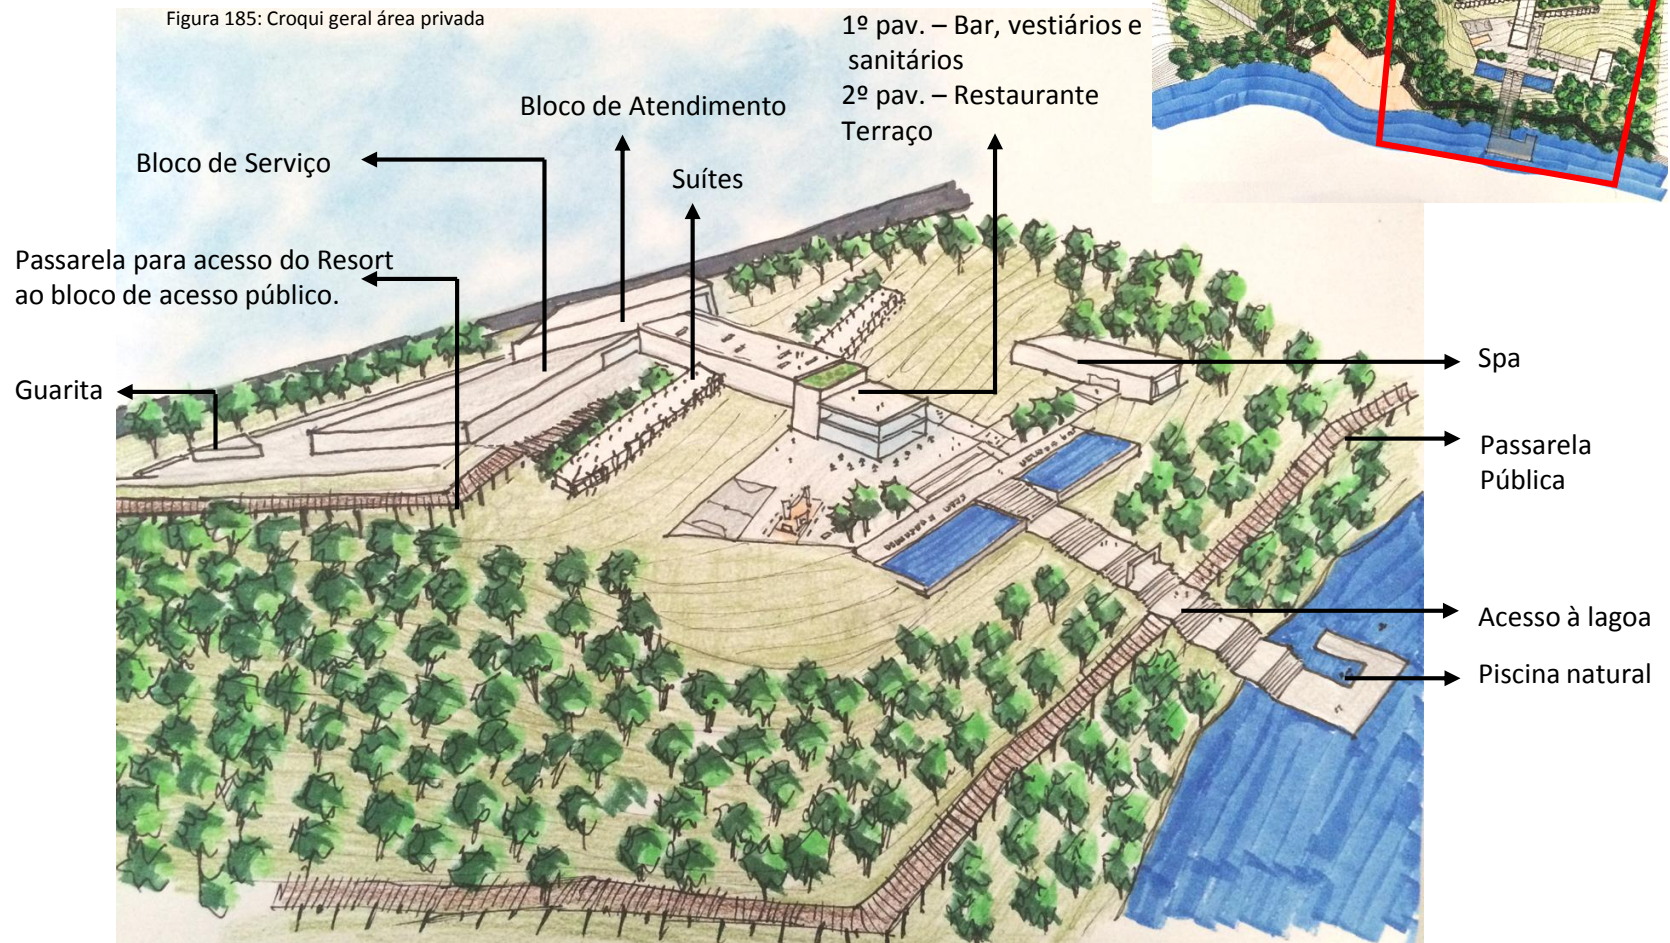 Figura 185: Croqui geral área privada
1º pav. – Bar, vestiários e
sanitários
2º pav. – Restaurante
Terraço
Bloco de Atendimento
Bloco de Serviço
Suítes
Passarela para acesso do Resort
ao bloco de acesso público.
Guarita
Spa
Passarela
Pública
Acesso à lagoa
Piscina natural